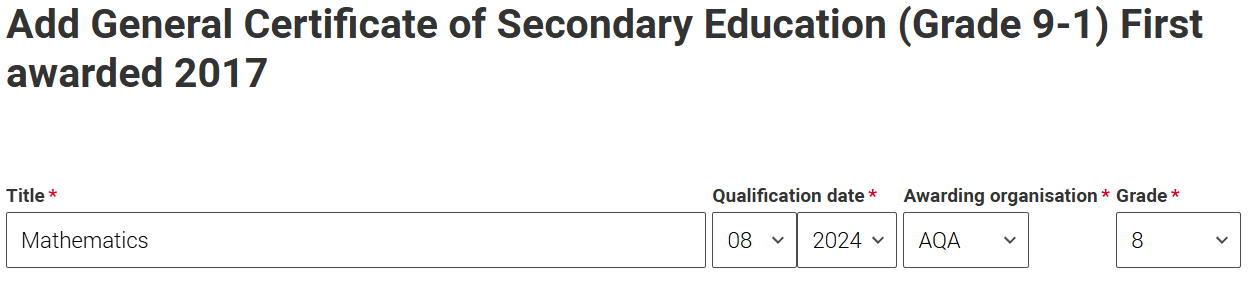 Add General Certificate of Secondary Education (Grade 9-1) First
awarded 2017
Title * Qualification date * Awarding organisation * Grade *
Mathematics 08 2024 AQA 8